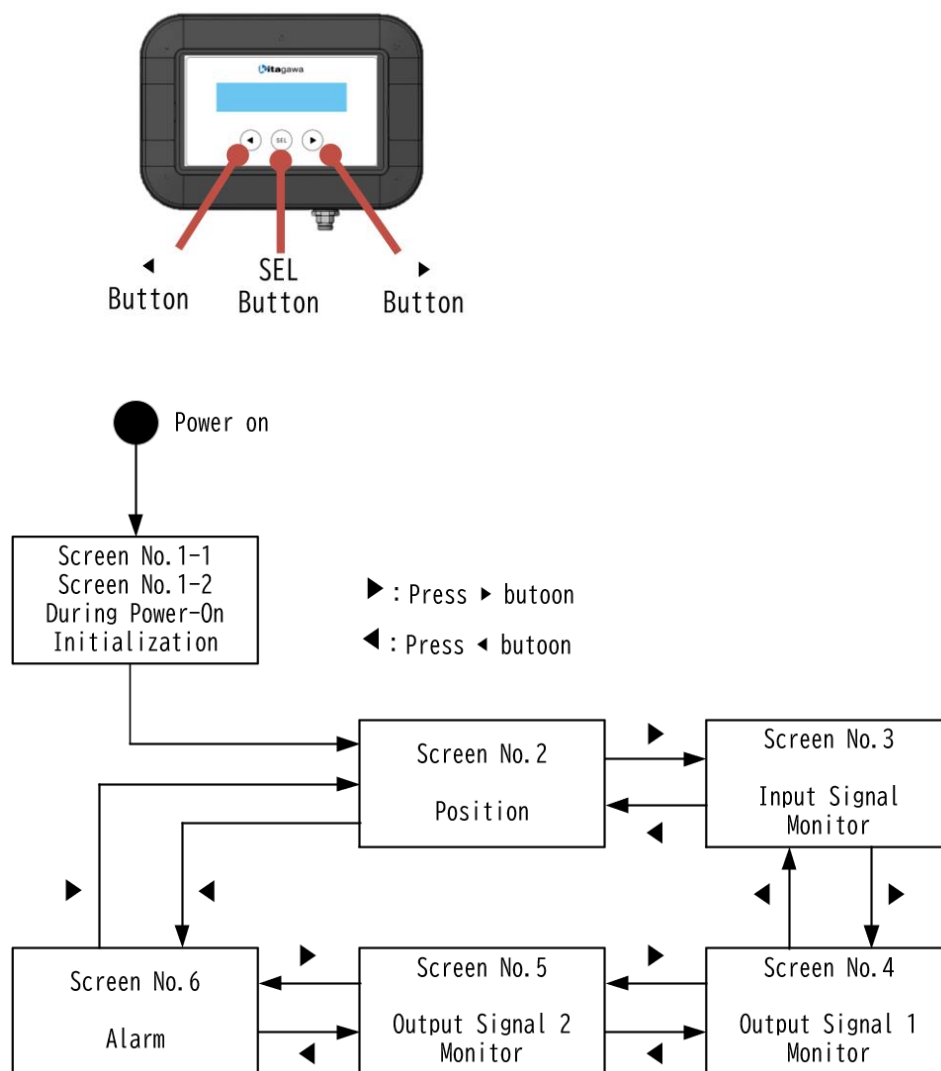 Kitagawa
◀ SEL ▶
◀
Button
SEL
Button
▶
Button
Power on
Screen No.1-1
Screen No.1-2
During Power-On
Initialization
▶ : Press ▶ butoon
◀ : Press ◀ butoon
Screen No.2
Position
▶
◀
Screen No.3
Input Signal
Monitor
▶
◀
◀
▶
Screen No.6
Alarm
▶
◀
Screen No.5
Output Signal 2
Monitor
▶
◀
Screen No.4
Output Signal 1
Monitor